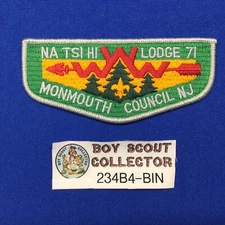 NA TSI HI LODGE 71
WWW
MONMOUTH COUNCIL NJ
BOY SCOUT
COLLECTOR
234B4-BIN